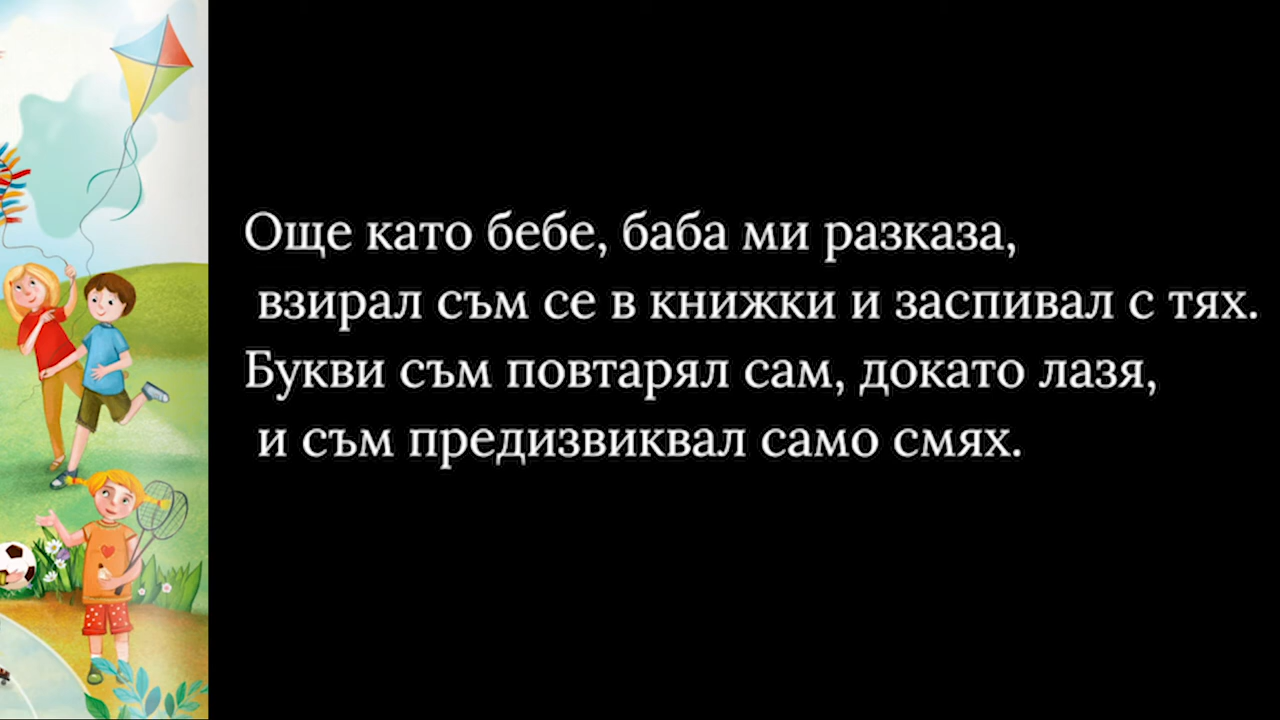 Още като бебе, баба ми разказа,
взирал съм се в книжки и заспивал с тях.
Букви съм повтарял сам, докато лазя,
и съм предизвиквал само смях.